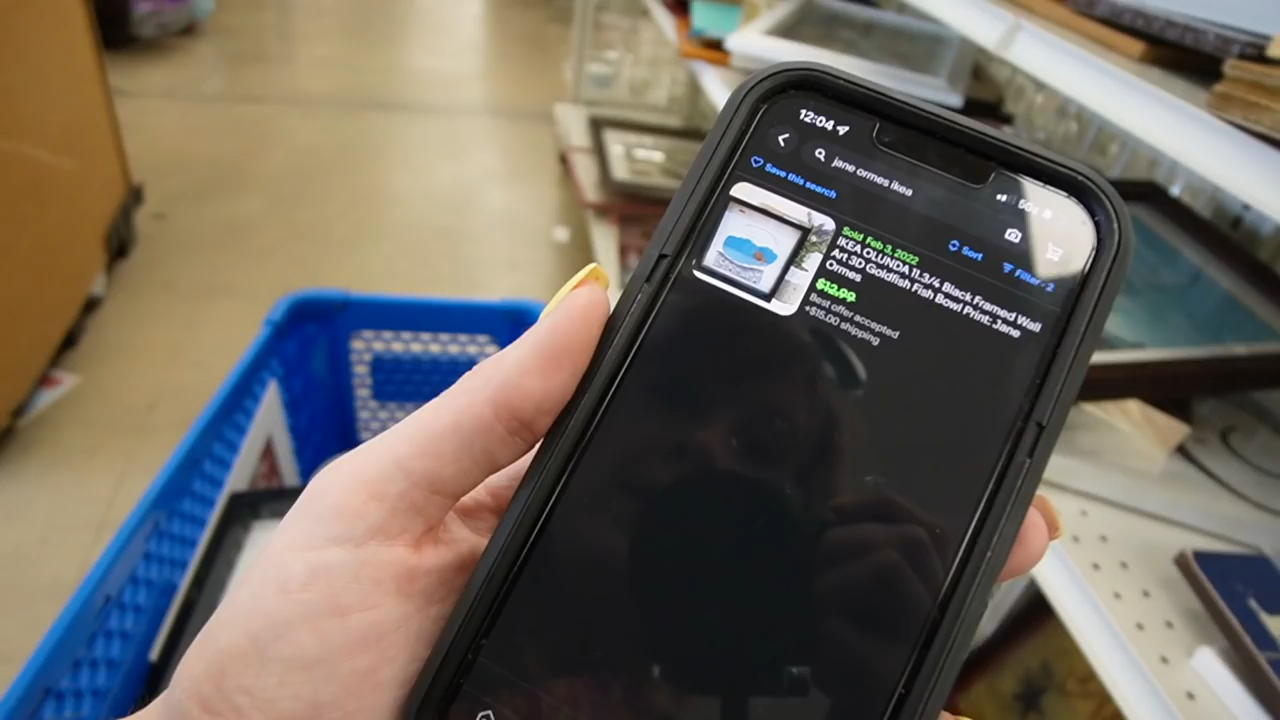 12:04
jane ormes ikea
Save this search
Sort
Filter · 2
Sold Feb 3, 2022
IKEA OLUNDA 11.3/4 Black Framed Wall
Art 3D Goldfish Fish Bowl Print: Jane
Ormes
$12.99
Best offer accepted
+$15.00 shipping